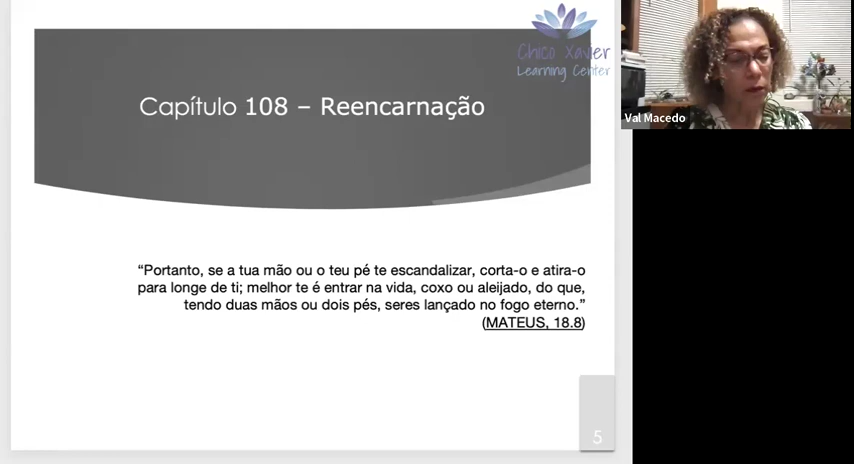 Chico Xavier
Learning Center
Capítulo 108 – Reencarnação
“Portanto, se a tua mão ou o teu pé te escandalizar, corta-o e atira-o
para longe de ti; melhor te é entrar na vida, coxo ou aleijado, do que,
tendo duas mãos ou dois pés, seres lançado no fogo eterno.”
(MATEUS, 18.8)
5
Val Macedo